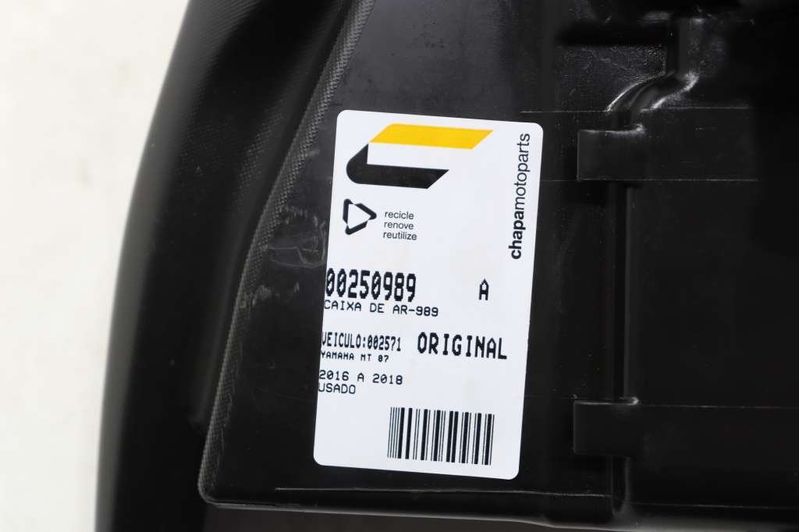 chapamotoparts
recicle
renove
reutilize
00250989 A
CAIXA DE AR-989
VEICULO:002571 ORIGINAL
YAMAHA MT 07
2016 A 2018
USADO